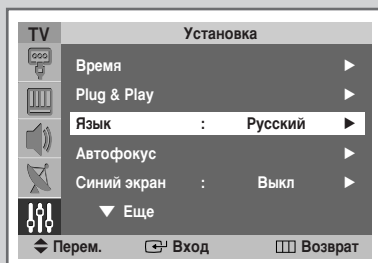 TV Установка
Время
Plug & Play
Язык : Русский
Автофокус
Синий экран : Выкл
Еще
Перем. Вход Возврат